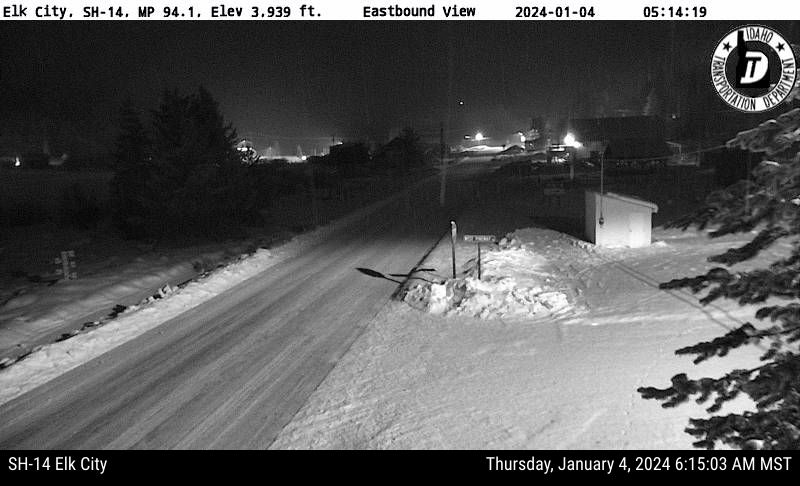 Elk City, SH-14, MP 94.1, Elev 3,939 ft. Eastbound View 2024-01-04 05:14:19
IDAHO
TRANSPORTATION DEPARTMENT
SH-14 Elk City Thursday, January 4, 2024 6:15:03 AM MST